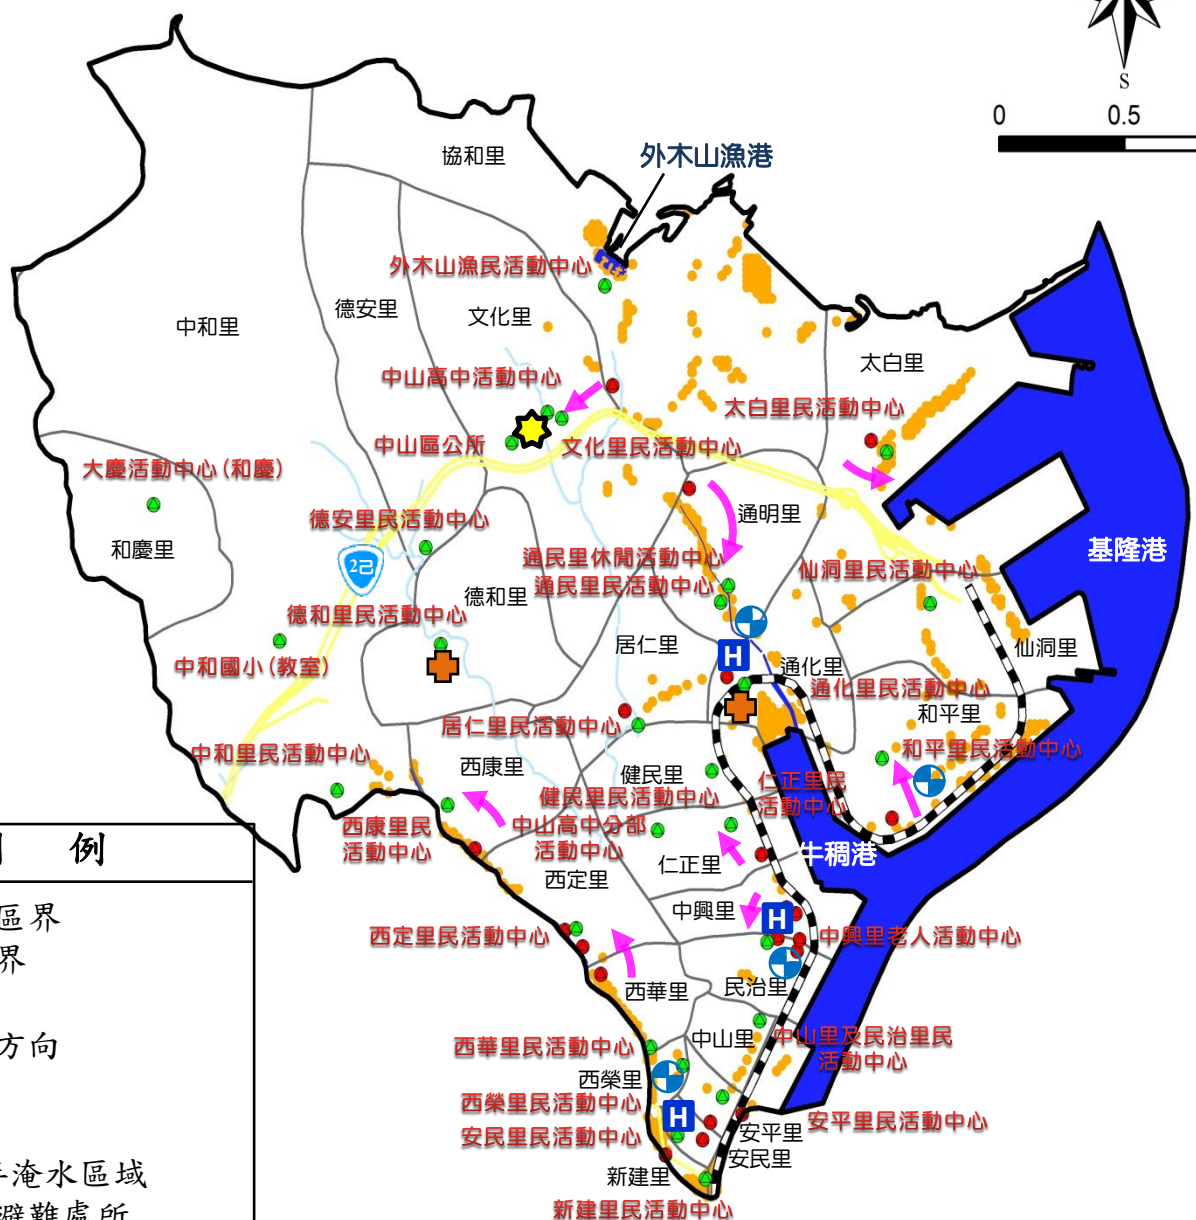 S
0 0.5
協和里
外木山漁港
外木山漁民活動中心
中和里
德安里
文化里
太白里
中山高中活動中心
太白里民活動中心
中山區公所
文化里民活動中心
大慶活動中心(和慶)
通明里
德安里民活動中心
和慶里
基隆港
2己
通民里休閒活動中心
通民里民活動中心
仙洞里民活動中心
德和里
德和里民活動中心
居仁里
仙洞里
H
中和國小(教室)
通化里
通化里民活動中心
和平里
居仁里民活動中心
中和里民活動中心
和平里民活動中心
西康里
健民里
仁正里民
活動中心
健民里民活動中心
西康里民
活動中心
中山高中分部
活動中心
牛稠港
仁正里
西定里
中興里
H
西定里民活動中心
中興里老人活動中心
西華里
民治里
中山里
中山里及民治里民
活動中心
西華里民活動中心
西榮里
西榮里民活動中心
H
安平里民活動中心
安民里民活動中心
安平里
安民里
新建里
新建里民活動中心
例
區界
界
方向
淹水區域
避難處所